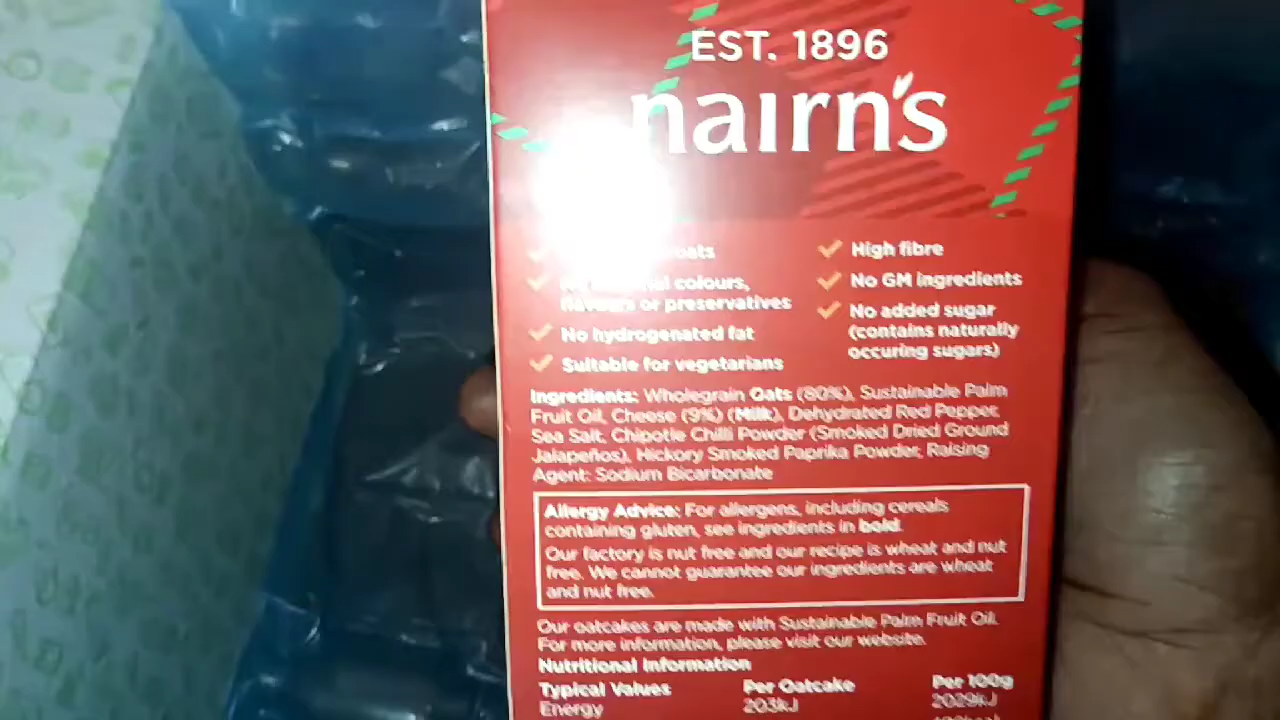 EST. 1896
nairn's
oats
colours,
flavours or preservatives
No hydrogenated fat
Suitable for vegetarians
High fibre
No GM ingredients
No added sugar
(contains naturally
occuring sugars)
Ingredients: Wholegrain Oats (80%), Sustainable Palm
Fruit Oil, Cheese (9%) (Milk), Dehydrated Red Pepper,
Sea Salt, Chipotle Chilli Powder (Smoked Dried Ground
Jalapeños), Hickory Smoked Paprika Powder, Raising
Agent: Sodium Bicarbonate
Allergy Advice: For allergens, including cereals
containing gluten, see ingredients in bold.
Our factory is nut free and our recipe is wheat and nut
free. We cannot guarantee our ingredients are wheat
and nut free.
Our oatcakes are made with Sustainable Palm Fruit Oil.
For more information, please visit our website.
Nutritional Information
Typical Values Per Oatcake Per 100g
Energy 203kJ 2029kJ